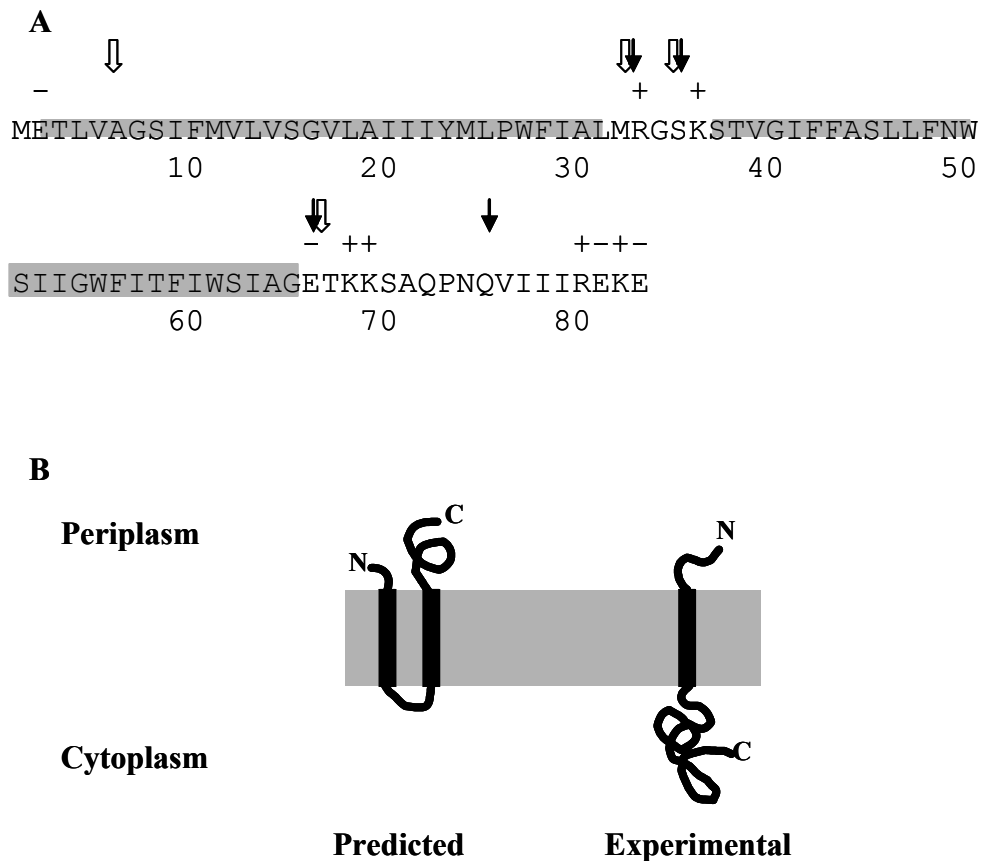 A
− + +
METLVAGSIFMVLVSGVLAIIIYMLPWFIALMRGSKSTVGIFFASLLFNW
10 20 30 40 50
− ++ +−+−
SIIGWFITFIWSIAGETKKSAQPNQVIIIREKE
60 70 80
B
Periplasm
N
C
N
Cytoplasm
C
Predicted
Experimental